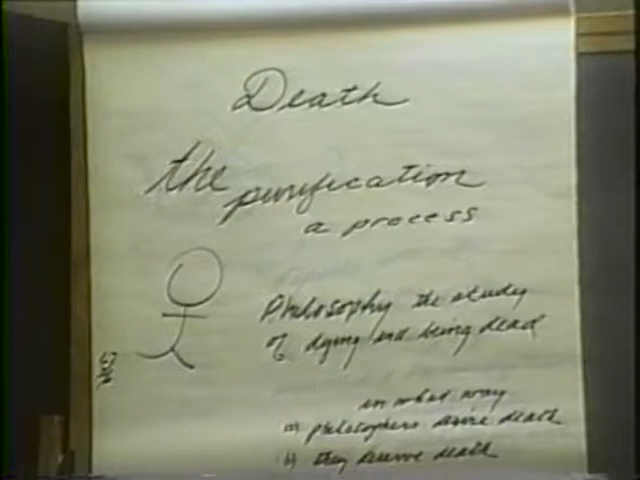 Death
the purification
a process
Philosophy the study
of dying and being dead
in what way
a) philosophers desire death
b) they deserve death